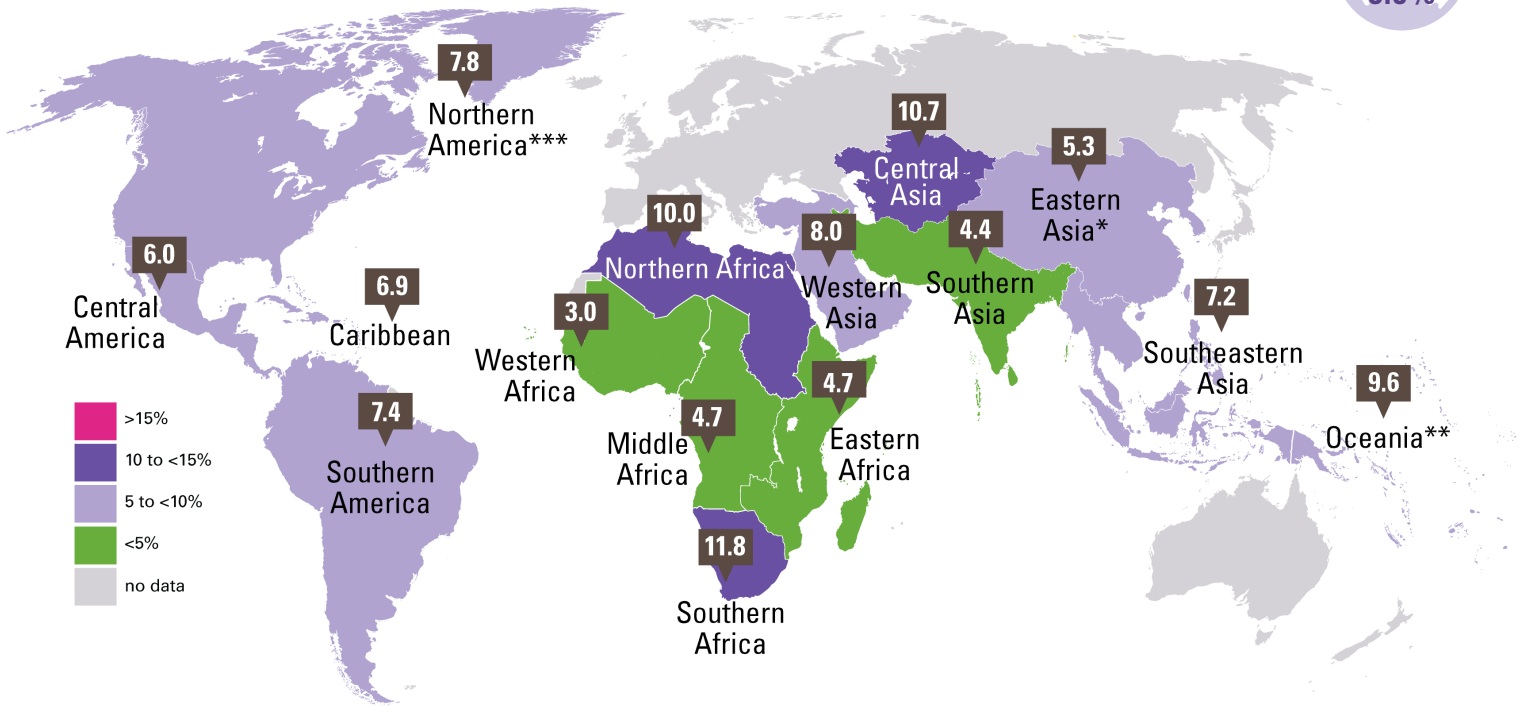 7.8
Northern
America***
10.7
Central
Asia
5.3
Eastern
Asia*
10.0
Northern Africa
8.0
Western
Asia
4.4
Southern
Asia
6.0
Central
America
6.9
Caribbean
3.0
Western
Africa
7.2
Southeastern
Asia
4.7
Eastern
Africa
9.6
Oceania**
7.4
Southern
America
4.7
Middle
Africa
11.8
Southern
Africa
>15%
10 to <15%
5 to <10%
<5%
no data